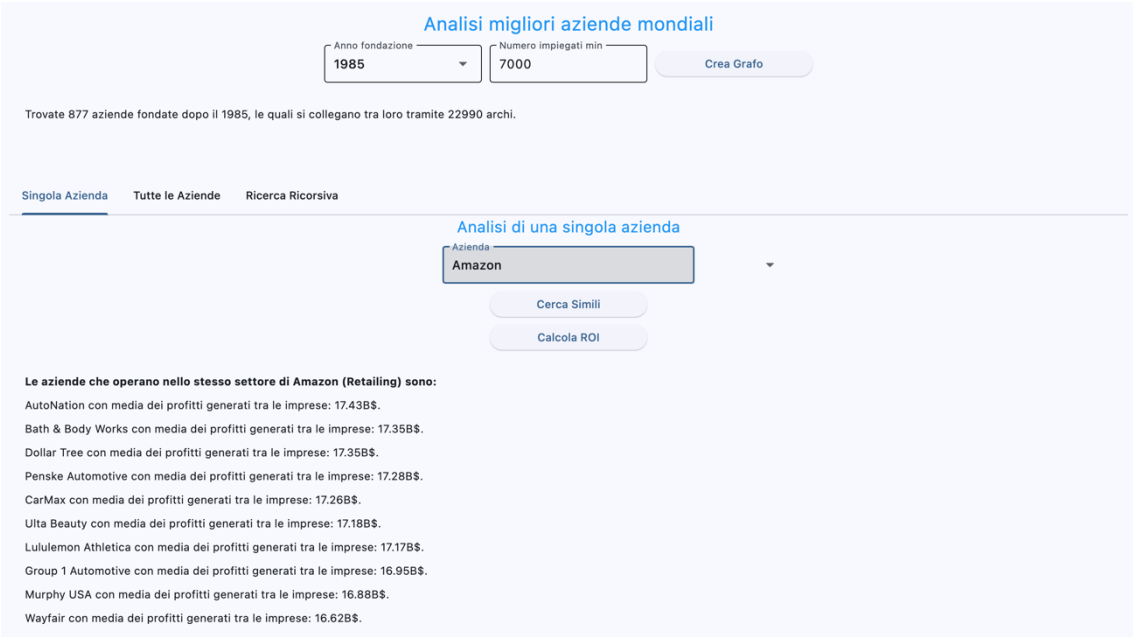 Analisi migliori aziende mondiali
Anno fondazione Numero impiegati min
1985 7000 Crea Grafo
Trovate 877 aziende fondate dopo il 1985, le quali si collegano tra loro tramite 22990 archi.
Singola Azienda Tutte le Aziende Ricerca Ricorsiva
Analisi di una singola azienda
Azienda
Amazon
Cerca Simili
Calcola ROI
Le aziende che operano nello stesso settore di Amazon (Retailing) sono:
AutoNation con media dei profitti generati tra le imprese: 17.43B$.
Bath & Body Works con media dei profitti generati tra le imprese: 17.35B$.
Dollar Tree con media dei profitti generati tra le imprese: 17.35B$.
Penske Automotive con media dei profitti generati tra le imprese: 17.28B$.
CarMax con media dei profitti generati tra le imprese: 17.26B$.
Ulta Beauty con media dei profitti generati tra le imprese: 17.18B$.
Lululemon Athletica con media dei profitti generati tra le imprese: 17.17B$.
Group 1 Automotive con media dei profitti generati tra le imprese: 16.95B$.
Murphy USA con media dei profitti generati tra le imprese: 16.88B$.
Wayfair con media dei profitti generati tra le imprese: 16.62B$.